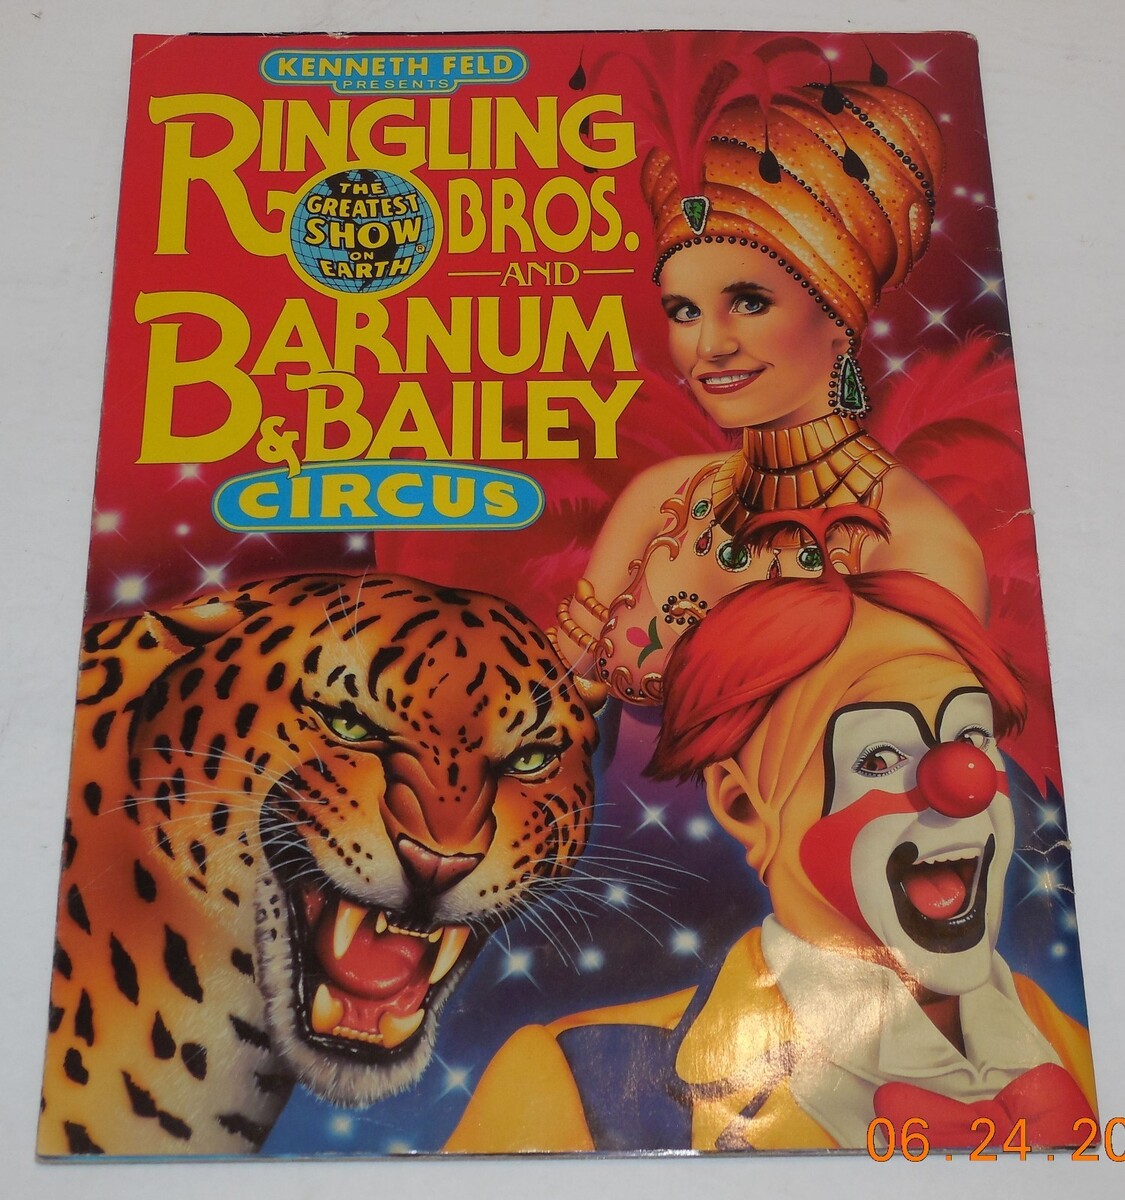 KENNETH FELD
PRESENTS
RINGLING
BROS.
THE
GREATEST
SHOW
ON
EARTH®
AND
BARNUM
& BAILEY
CIRCUS
06.24.20